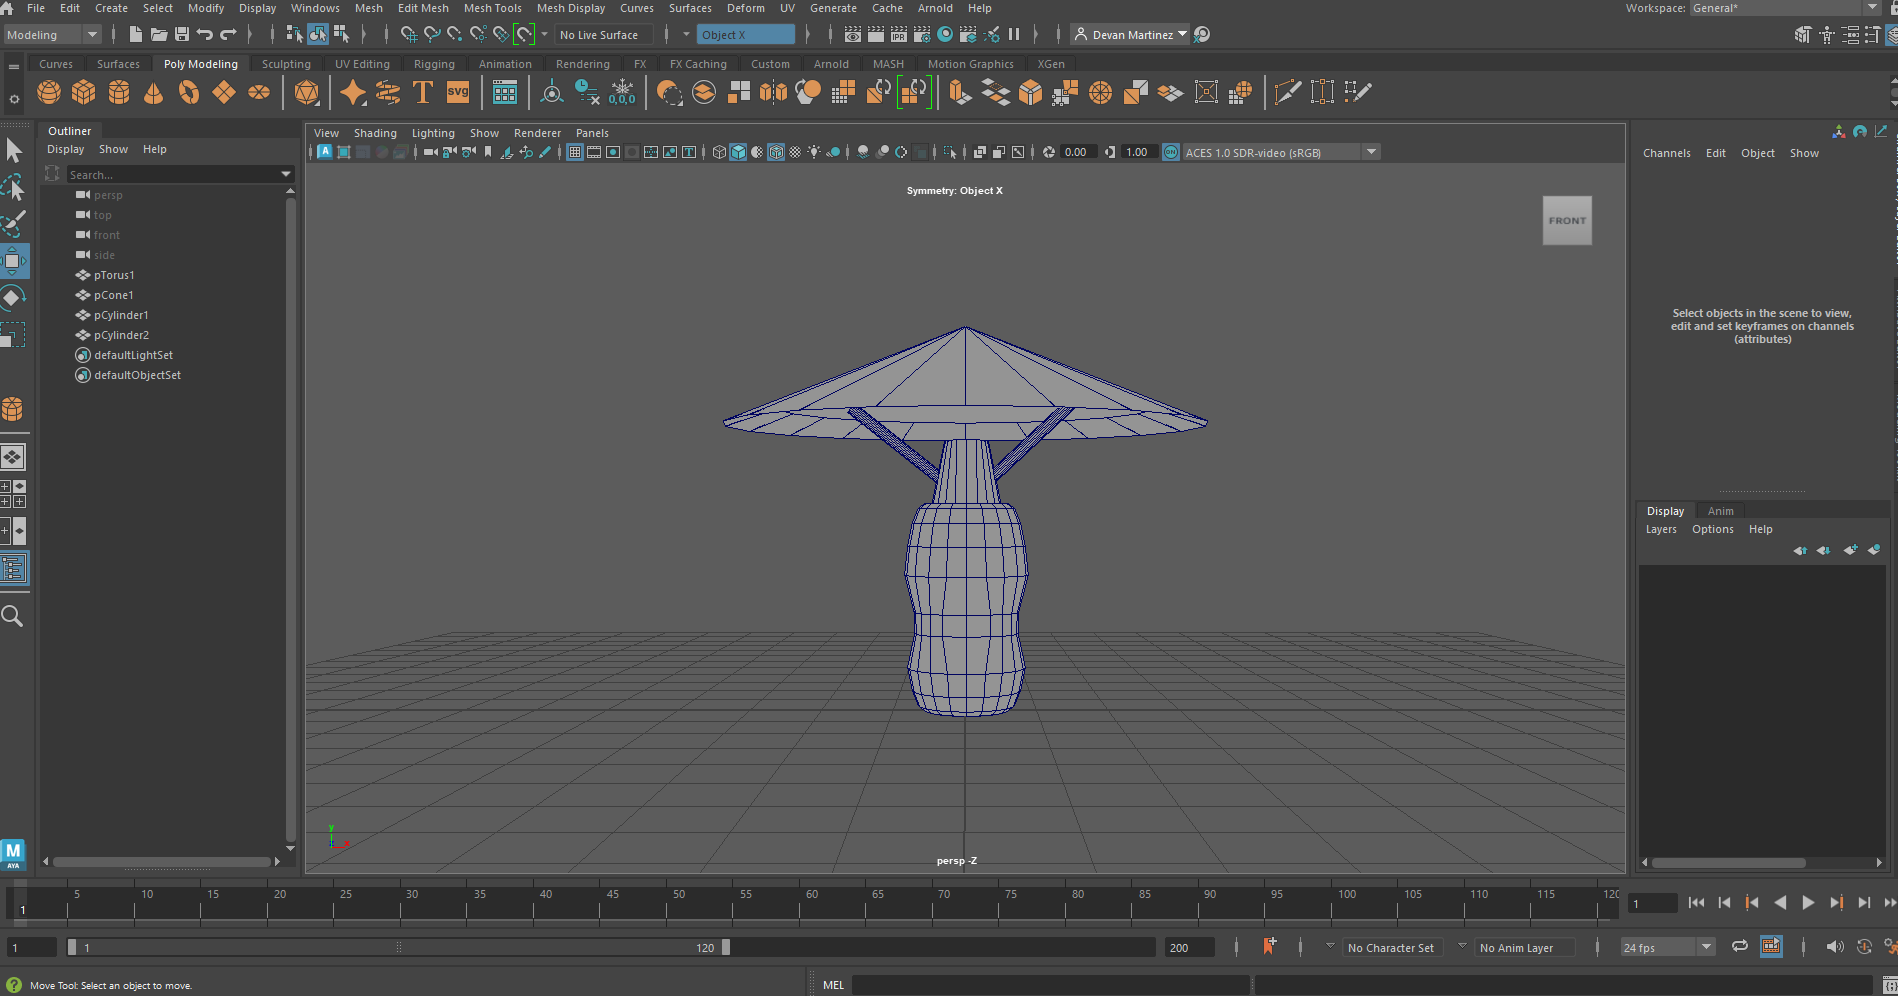 File Edit Create Select Modify Display Windows Mesh Edit Mesh Mesh Tools Mesh Display Curves Surfaces Deform UV Generate Cache Arnold Help Workspace: General*
Modeling No Live Surface Object X Devan Martinez
Curves Surfaces Poly Modeling Sculpting UV Editing Rigging Animation Rendering FX FX Caching Custom Arnold MASH Motion Graphics XGen
T svg 0,0,0
Outliner
Display Show Help
Search...
persp
top
front
side
pTorus1
pCone1
pCylinder1
pCylinder2
defaultLightSet
defaultObjectSet
View Shading Lighting Show Renderer Panels
0.00 1.00 ON ACES 1.0 SDR-video (sRGB)
Symmetry: Object X
FRONT
y
x
persp -Z
Channels Edit Object Show
Select objects in the scene to view,
edit and set keyframes on channels
(attributes)
Display Anim
Layers Options Help
M
AYA
5 10 15 20 25 30 35 40 45 50 55 60 65 70 75 80 85 90 95 100 105 110 115 120
1 1
1 1 120 200 No Character Set No Anim Layer 24 fps
Move Tool: Select an object to move. MEL